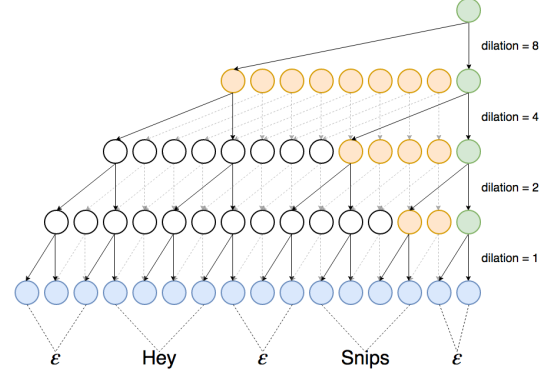 dilation = 8
dilation = 4
dilation = 2
dilation = 1
ε Hey ε Snips ε